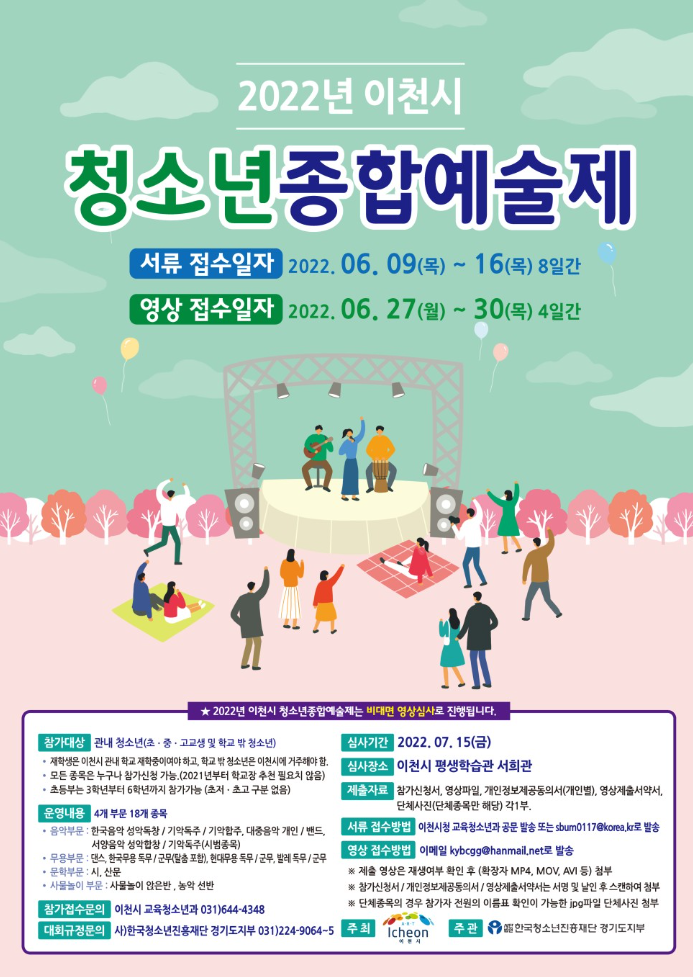 2022년 이천시
청소년종합예술제
서류 접수일자 2022. 06. 09(목) ~ 16(목) 8일간
영상 접수일자 2022. 06. 27(월) ~ 30(목) 4일간
★ 2022년 이천시 청소년종합예술제는 비대면 영상심사로 진행됩니다.
참가대상 관내 청소년(초·중·고교생 및 학교 밖 청소년)
• 재학생은 이천시 관내 학교 재학중이여야 하고, 학교 밖 청소년은 이천시에 거주해야 함.
• 모든 종목은 누구나 참가신청 가능.(2021년부터 학교장 추천 필요치 않음)
• 초등부는 3학년부터 6학년까지 참가가능 (초저·초고 구분 없음)
운영내용 4개 부문 18개 종목
• 음악부문 : 한국음악 성악독창 / 기악독주 / 기악합주, 대중음악 개인 / 밴드,
서양음악 성악합창 / 기악독주(시범종목)
• 무용부문 : 댄스, 한국무용 독무 / 군무(탈춤 포함), 현대무용 독무 / 군무, 발레 독무 / 군무
• 문학부문 : 시, 산문
• 사물놀이 부문 : 사물놀이 앉은반, 농악 선반
참가접수문의 이천시 교육청소년과 031)644-4348
대회규정문의 사)한국청소년진흥재단 경기도지부 031)224-9064~5
심사기간 2022. 07. 15(금)
심사장소 이천시 평생학습관 서희관
제출자료 참가신청서, 영상파일, 개인정보제공동의서(개인별), 영상제출서약서,
단체사진(단체종목만 해당) 각1부.
서류 접수방법 이천시청 교육청소년과 공문 발송 또는 sbum0117@korea.kr로 발송
영상 접수방법 이메일 kybcgg@hanmail.net로 발송
※ 제출 영상은 재생여부 확인 후 (확장자 MP4, MOV, AVI 등) 첨부
※ 참가신청서 / 개인정보제공동의서 / 영상제출서약서는 서명 및 날인 후 스캔하여 첨부
※ 단체종목의 경우 참가자 전원의 이름표 확인이 가능한 jpg파일 단체사진 첨부
주최 Icheon 이천시 주관 한국청소년진흥재단 경기도지부